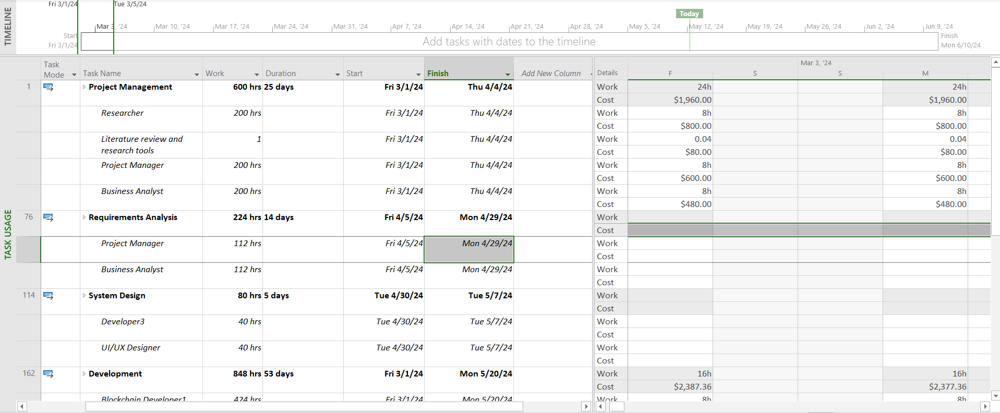 TIMELINE
Fri 3/1/24 Tue 3/5/24
Today
Mar 3, '24 Mar 10, '24 Mar 17, '24 Mar 24, '24 Mar 31, '24 Apr 7, '24 Apr 14, '24 Apr 21, '24 Apr 28, '24 May 5, '24 May 12, '24 May 19, '24 May 26, '24 Jun 2, '24 Jun 9, '24
Start
Fri 3/1/24
Add tasks with dates to the timeline
Finish
Mon 6/10/24
TASK USAGE
Task Mode Task Name Work Duration Start Finish Add New Column Details
Mar 3, '24
F S S M
1 Project Management 600 hrs 25 days Fri 3/1/24 Thu 4/4/24 Work 24h 24h
Cost $1,960.00 $1,960.00
Researcher 200 hrs Fri 3/1/24 Thu 4/4/24 Work 8h 8h
Cost $800.00 $800.00
Literature review and 1 Fri 3/1/24 Thu 4/4/24 Work 0.04 0.04
research tools Cost $80.00 $80.00
Project Manager 200 hrs Fri 3/1/24 Thu 4/4/24 Work 8h 8h
Cost $600.00 $600.00
Business Analyst 200 hrs Fri 3/1/24 Thu 4/4/24 Work 8h 8h
Cost $480.00 $480.00
76 Requirements Analysis 224 hrs 14 days Fri 4/5/24 Mon 4/29/24 Work
Cost
Project Manager 112 hrs Fri 4/5/24 Mon 4/29/24 Work
Cost
Business Analyst 112 hrs Fri 4/5/24 Mon 4/29/24 Work
Cost
114 System Design 80 hrs 5 days Tue 4/30/24 Tue 5/7/24 Work
Cost
Developer3 40 hrs Tue 4/30/24 Tue 5/7/24 Work
Cost
UI/UX Designer 40 hrs Tue 4/30/24 Tue 5/7/24 Work
Cost
162 Development 848 hrs 53 days Fri 3/1/24 Mon 5/20/24 Work 16h 16h
Cost $2,387.36 $2,377.36
Blockchain Developer1 424 hrs Fri 3/1/24 Mon 5/20/24 Work 8h 8h